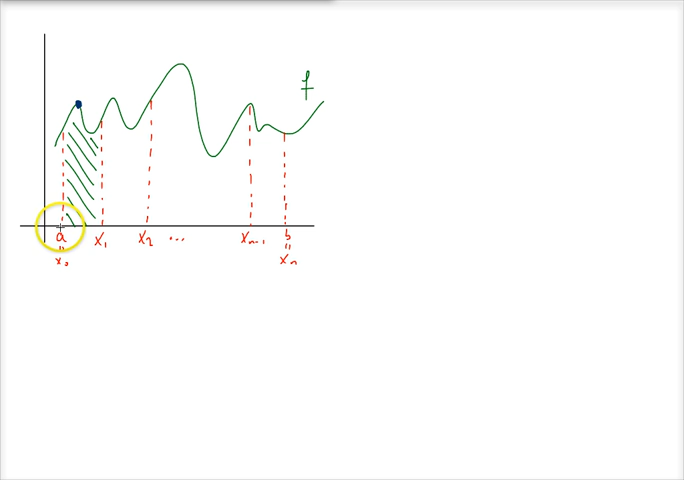 f
a x₁ x₂ ... xₙ₋₁ b
" "
x₀ xₙ